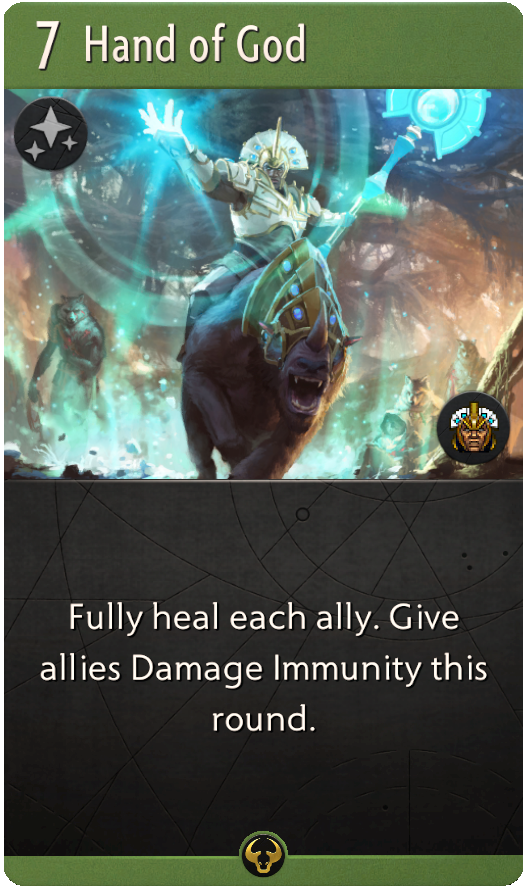 7 Hand of God
Fully heal each ally. Give
allies Damage Immunity this
round.